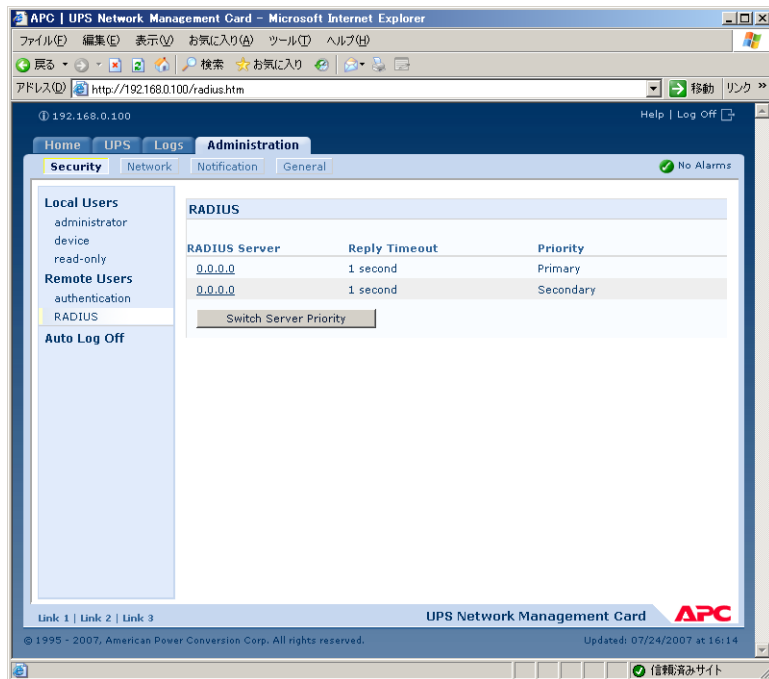 APC | UPS Network Management Card - Microsoft Internet Explorer
ファイル(F) 編集(E) 表示(V) お気に入り(A) ツール(T) ヘルプ(H)
戻る 検索 お気に入り
アドレス(D) http://192.168.0.100/radius.htm 移動 リンク »
192.168.0.100 Help | Log Off
Home UPS Logs Administration
Security Network Notification General No Alarms
Local Users
administrator
device
read-only
Remote Users
authentication
RADIUS
Auto Log Off
RADIUS
RADIUS Server Reply Timeout Priority
0.0.0.0 1 second Primary
0.0.0.0 1 second Secondary
Switch Server Priority
Link 1 | Link 2 | Link 3 UPS Network Management Card APC
© 1995 - 2007, American Power Conversion Corp. All rights reserved. Updated: 07/24/2007 at 16:14
信頼済みサイト